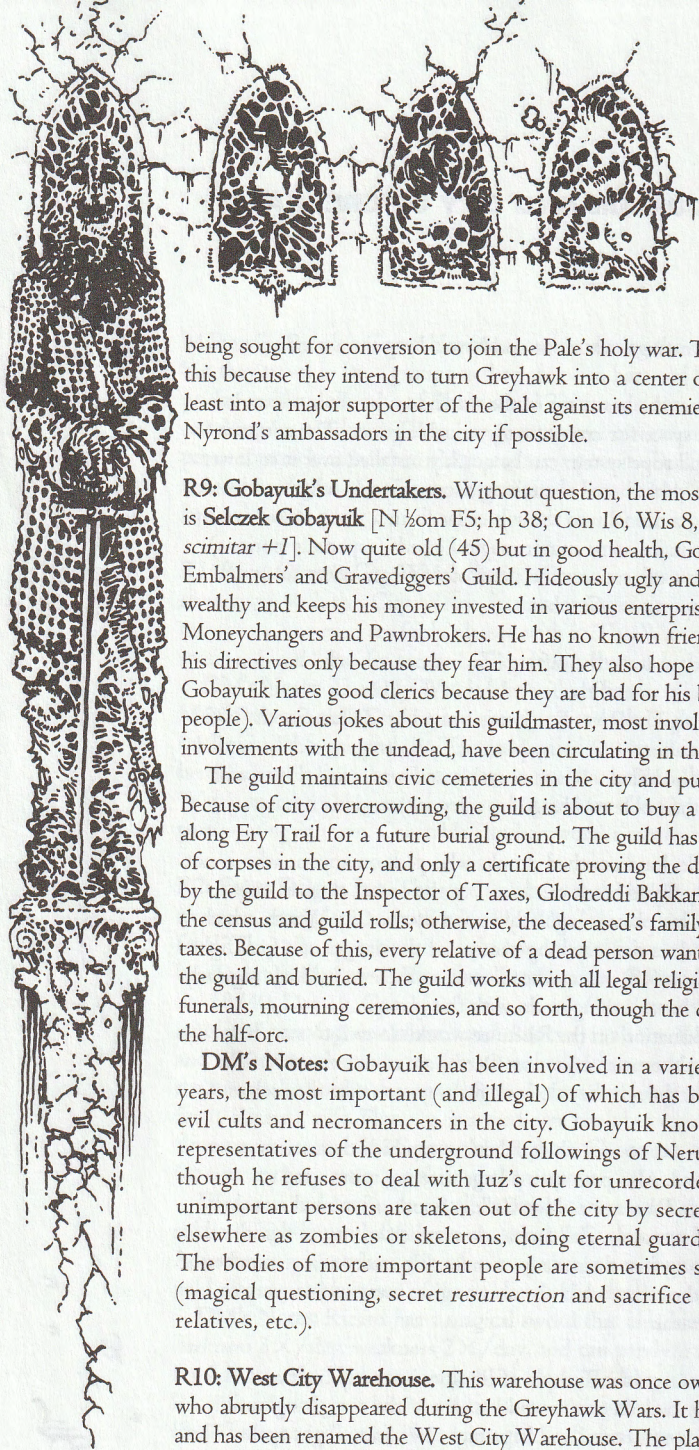 being sought for conversion to join the Pale's holy war. T
this because they intend to turn Greyhawk into a center o
least into a major supporter of the Pale against its enemie
Nyrond's ambassadors in the city if possible.
R9: Gobayuik's Undertakers. Without question, the mos
is Selczek Gobayuik [N ½om F5; hp 38; Con 16, Wis 8,
scimitar +1]. Now quite old (45) but in good health, Go
Embalmers' and Gravediggers' Guild. Hideously ugly and
wealthy and keeps his money invested in various enterpris
Moneychangers and Pawnbrokers. He has no known frien
his directives only because they fear him. They also hope
Gobayuik hates good clerics because they are bad for his
people). Various jokes about this guildmaster, most invol
involvements with the undead, have been circulating in th
The guild maintains civic cemeteries in the city and pu
Because of city overcrowding, the guild is about to buy a
along Ery Trail for a future burial ground. The guild has
of corpses in the city, and only a certificate proving the d
by the guild to the Inspector of Taxes, Glodreddi Bakkan
the census and guild rolls; otherwise, the deceased's family
taxes. Because of this, every relative of a dead person want
the guild and buried. The guild works with all legal religi
funerals, mourning ceremonies, and so forth, though the
the half-orc.
DM's Notes: Gobayuik has been involved in a varie
years, the most important (and illegal) of which has b
evil cults and necromancers in the city. Gobayuik kno
representatives of the underground followings of Neru
though he refuses to deal with Iuz's cult for unrecorde
unimportant persons are taken out of the city by secre
elsewhere as zombies or skeletons, doing eternal guard
The bodies of more important people are sometimes s
(magical questioning, secret resurrection and sacrifice
relatives, etc.).
R10: West City Warehouse. This warehouse was once ow
who abruptly disappeared during the Greyhawk Wars. It h
and has been renamed the West City Warehouse. The pla